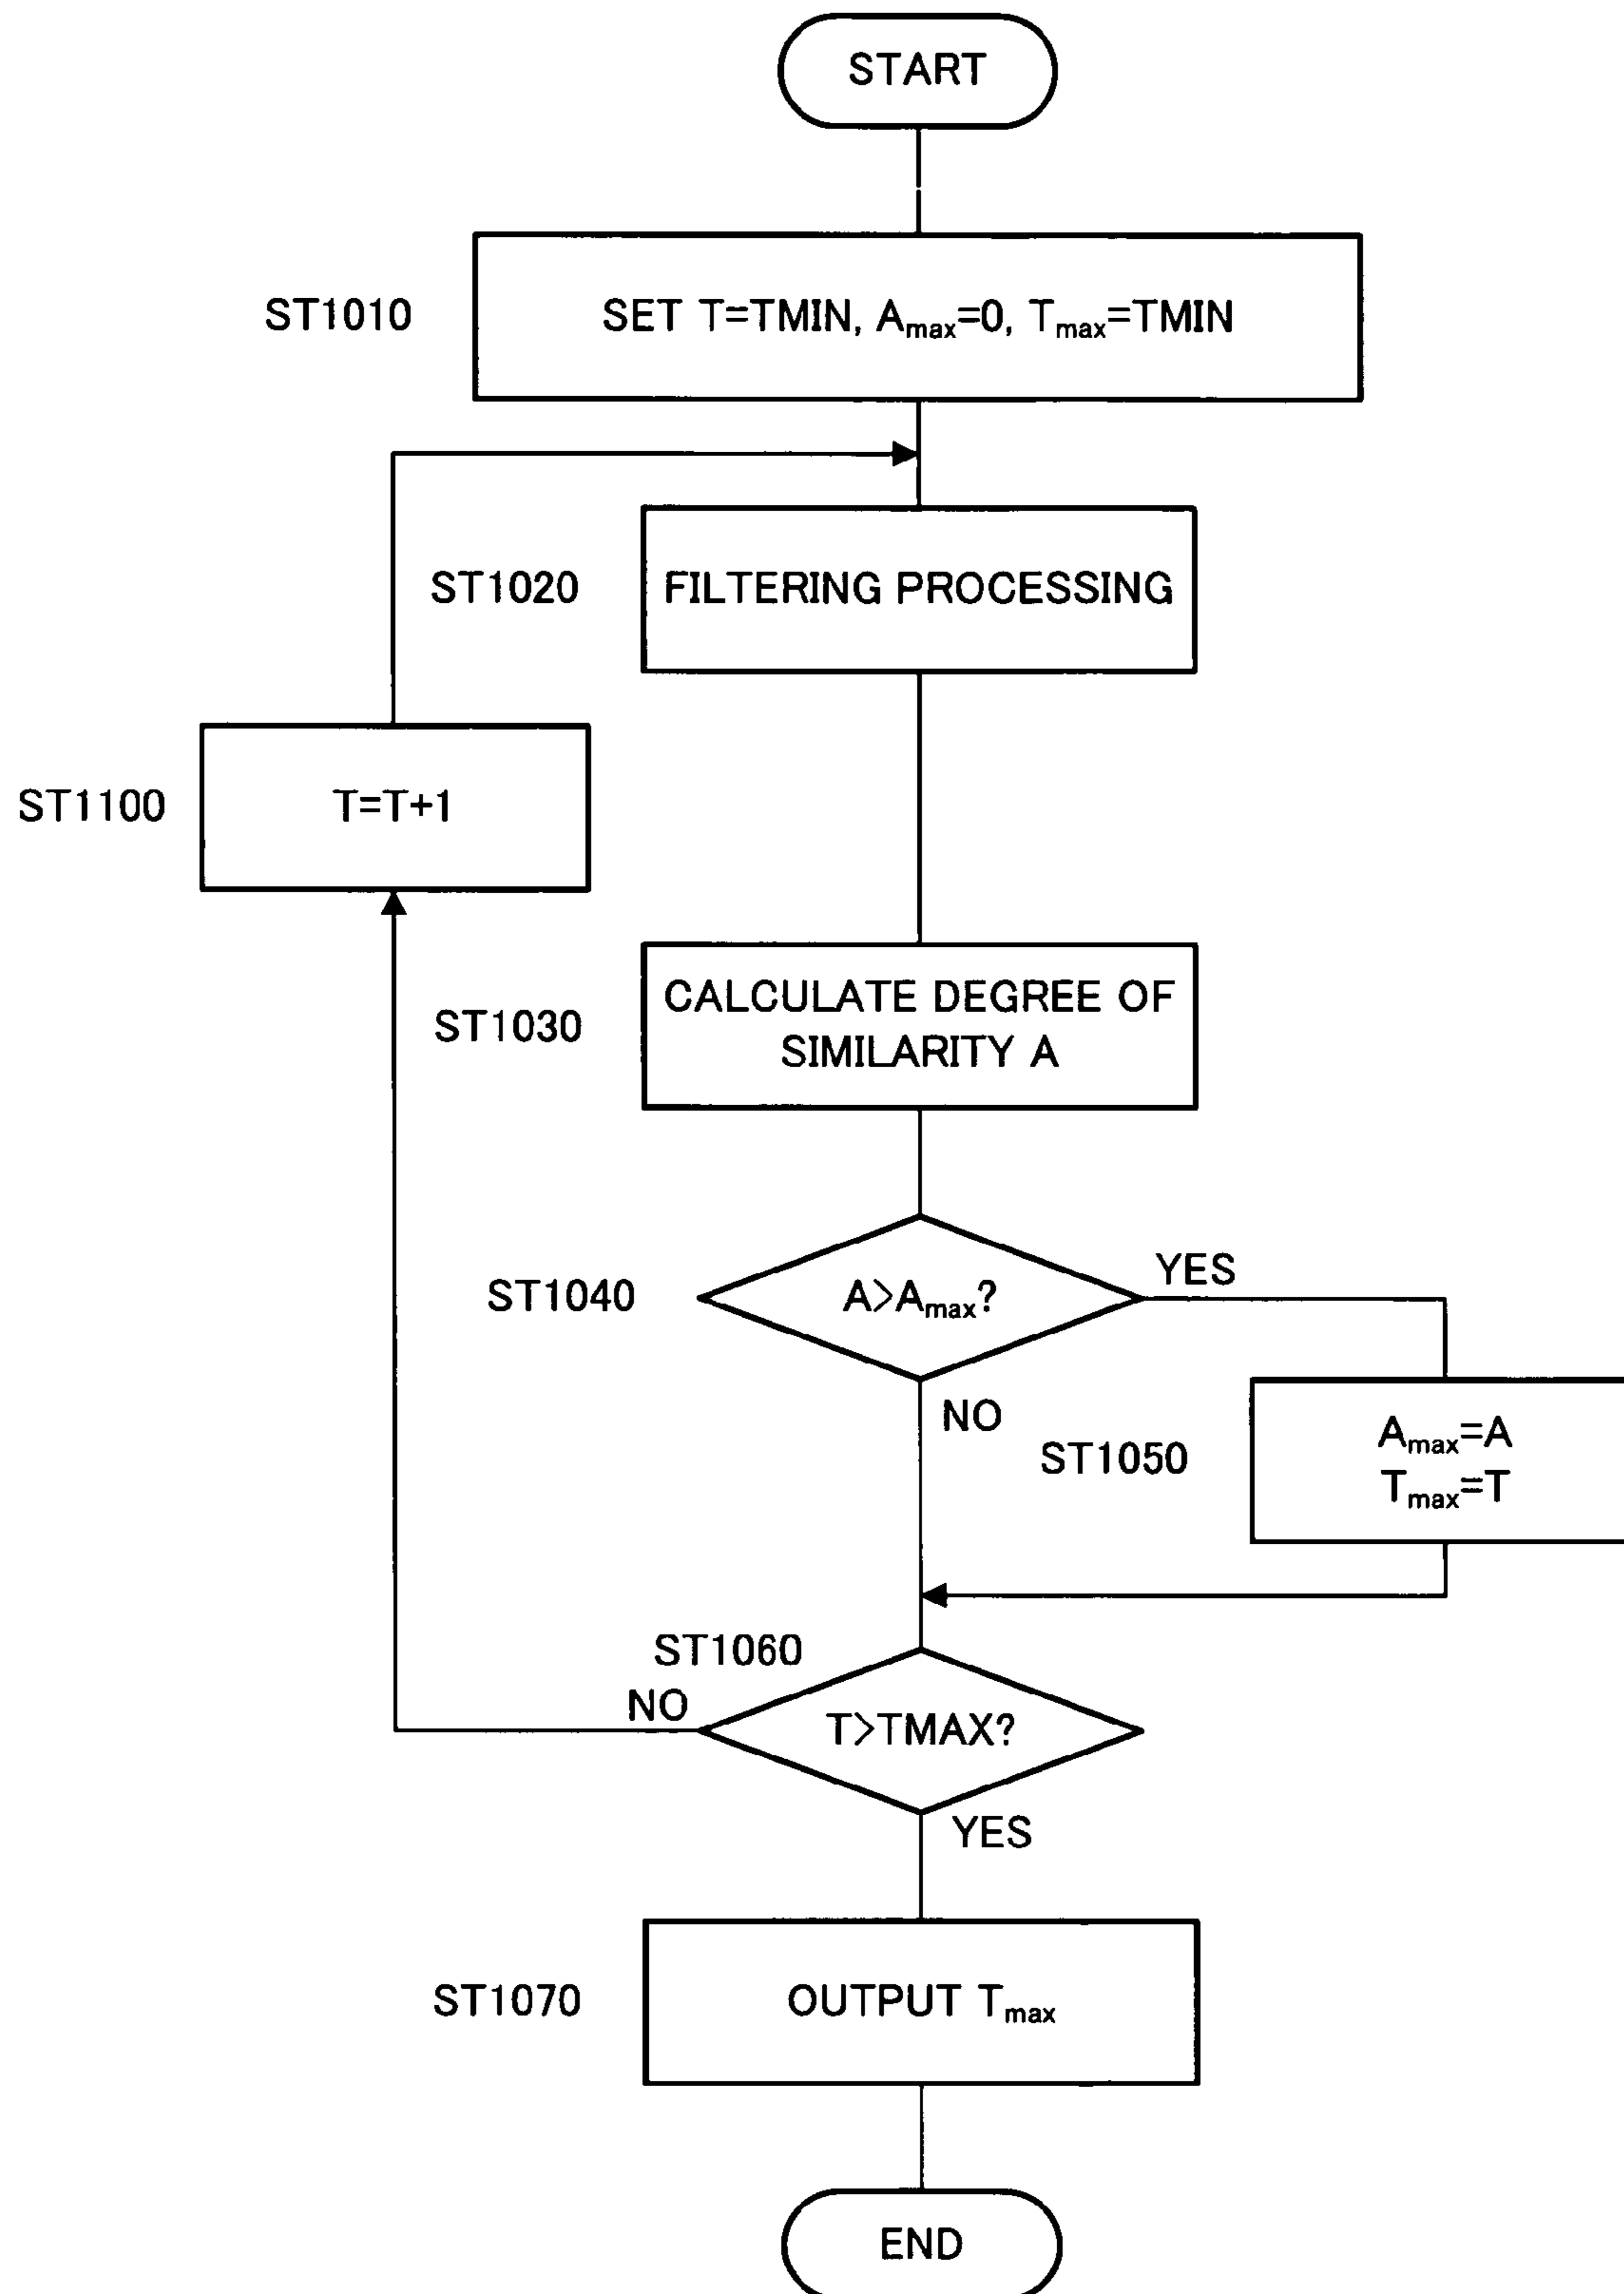 START
ST1010
SET T=TMIN, Amax=0, Tmax=TMIN
ST1020
FILTERING PROCESSING
ST1100
T=T+1
ST1030
CALCULATE DEGREE OF
SIMILARITY A
ST1040
A>Amax?
YES
NO
ST1050
Amax=A
Tmax=T
ST1060
NO
T>TMAX?
YES
ST1070
OUTPUT Tmax
END